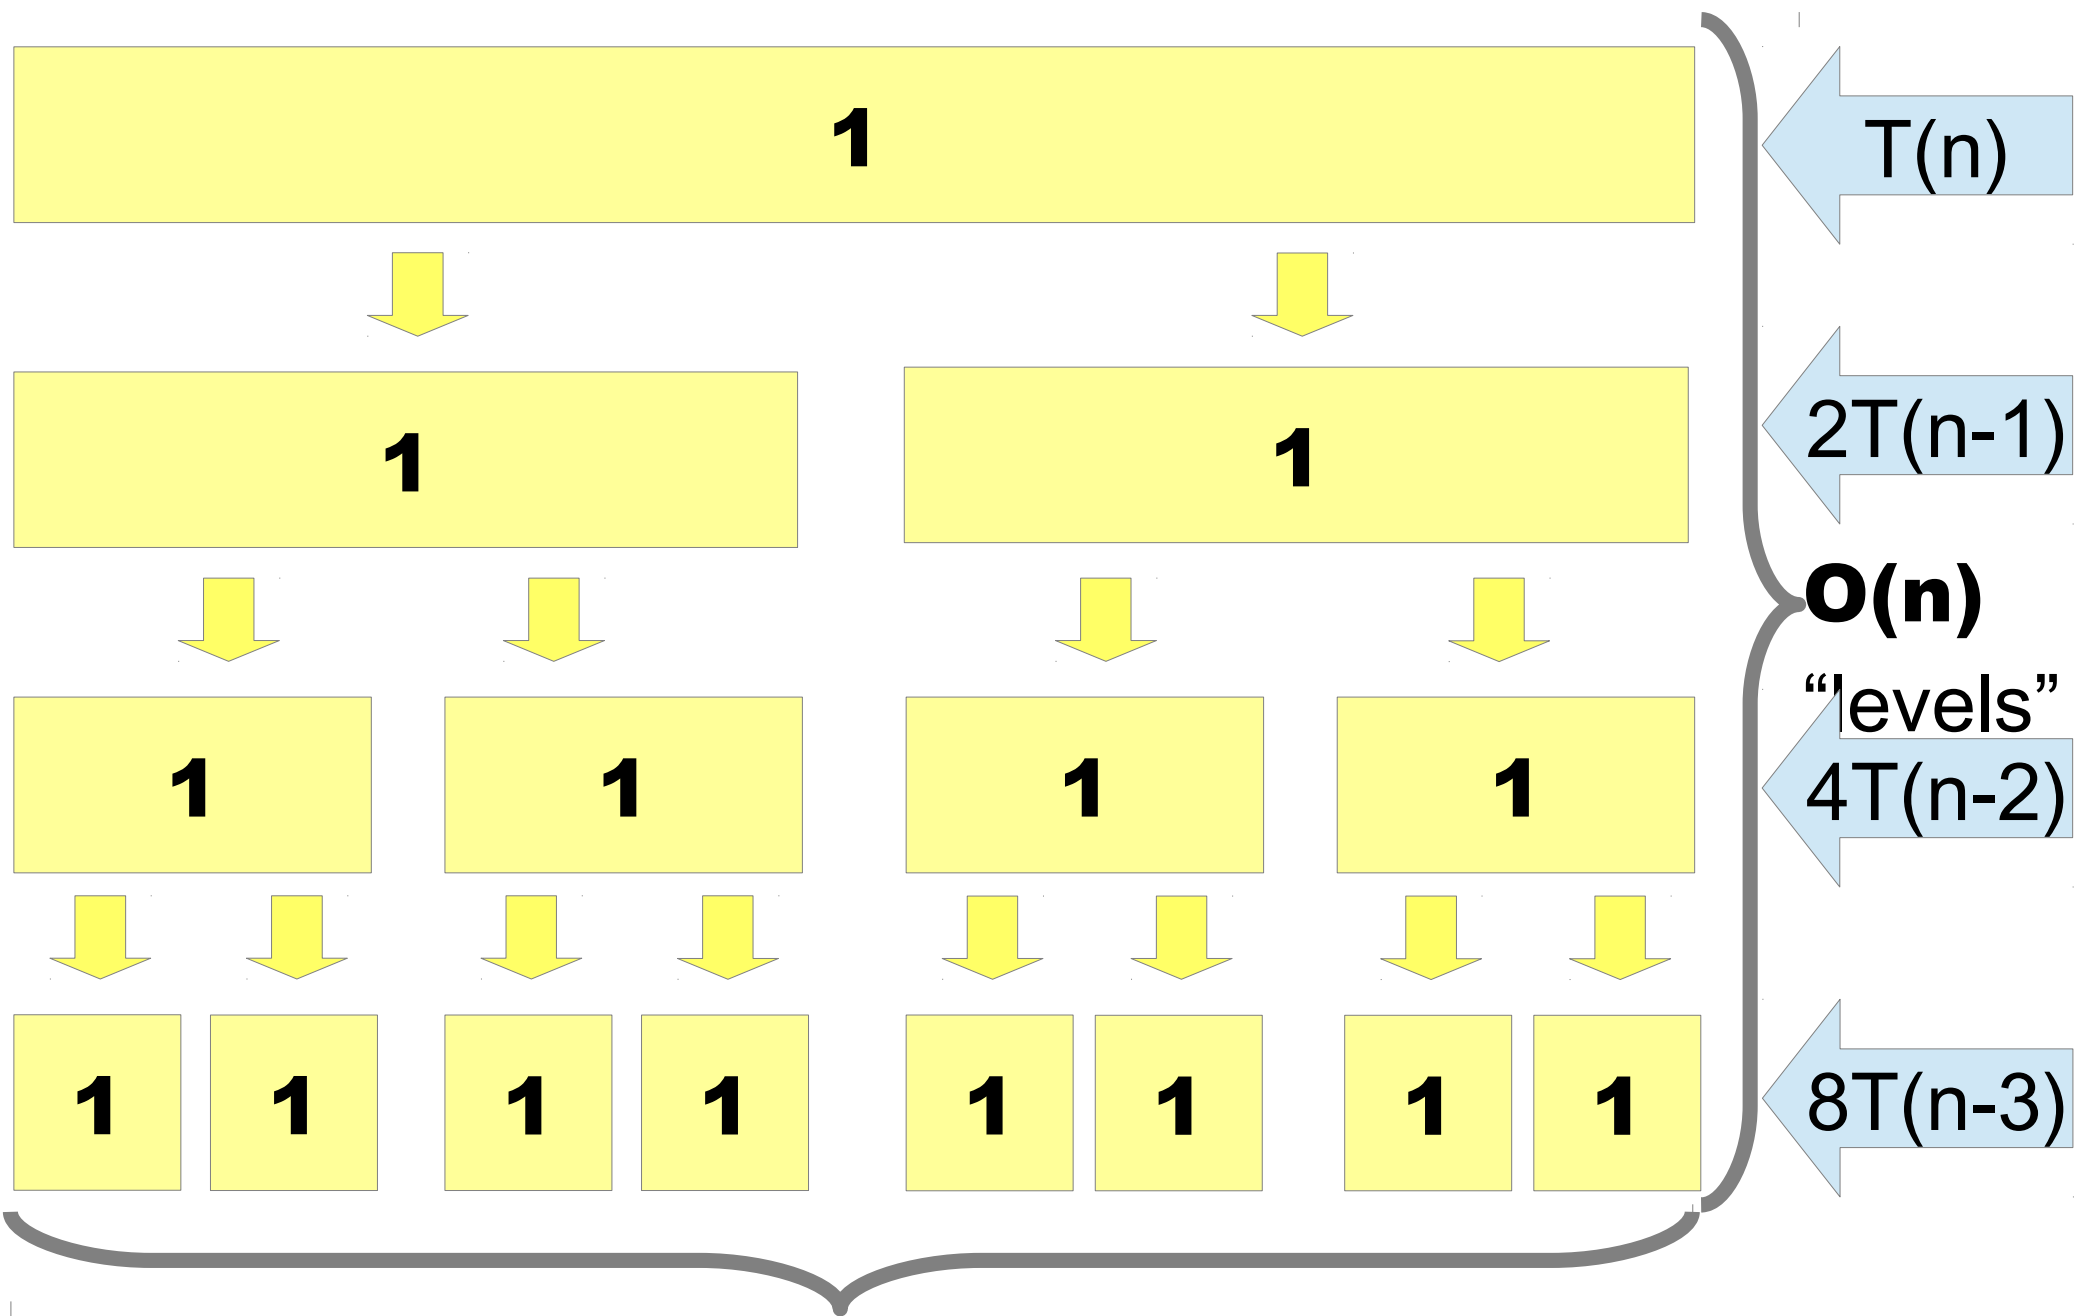 1
T(n)
1 1
2T(n-1)
O(n)
“levels”
1 1 1 1
4T(n-2)
1 1 1 1 1 1 1 1
8T(n-3)